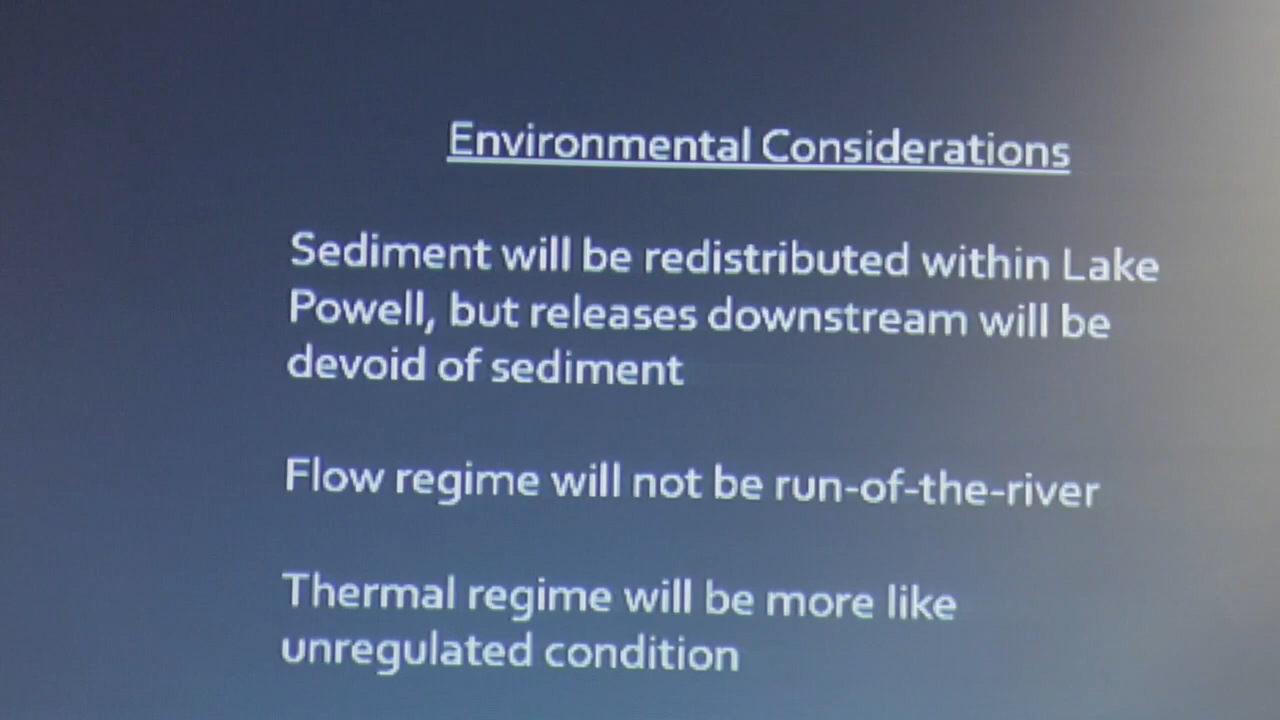 Environmental Considerations
Sediment will be redistributed within Lake
Powell, but releases downstream will be
devoid of sediment
Flow regime will not be run-of-the-river
Thermal regime will be more like
unregulated condition